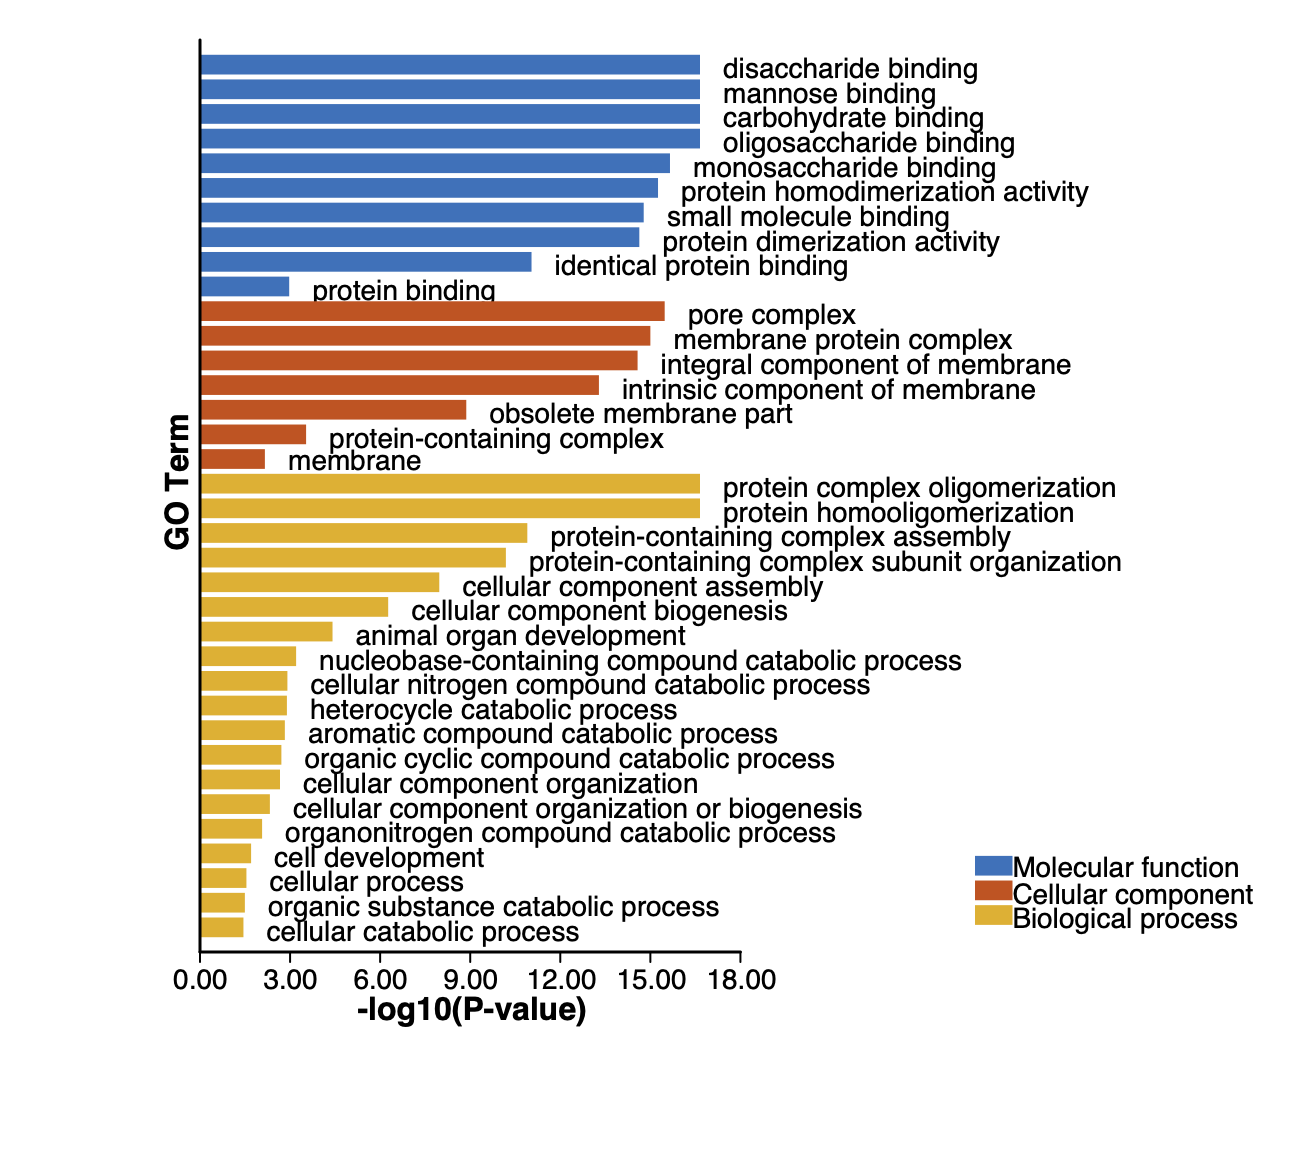 disaccharide binding
mannose binding
carbohydrate binding
oligosaccharide binding
monosaccharide binding
protein homodimerization activity
small molecule binding
protein dimerization activity
identical protein binding
protein binding
pore complex
membrane protein complex
integral component of membrane
intrinsic component of membrane
obsolete membrane part
protein-containing complex
membrane
protein complex oligomerization
protein homooligomerization
protein-containing complex assembly
protein-containing complex subunit organization
cellular component assembly
cellular component biogenesis
animal organ development
nucleobase-containing compound catabolic process
cellular nitrogen compound catabolic process
heterocycle catabolic process
aromatic compound catabolic process
organic cyclic compound catabolic process
cellular component organization
cellular component organization or biogenesis
organonitrogen compound catabolic process
cell development
cellular process
organic substance catabolic process
cellular catabolic process
GO Term
Molecular function
Cellular component
Biological process
0.00 3.00 6.00 9.00 12.00 15.00 18.00
-log10(P-value)